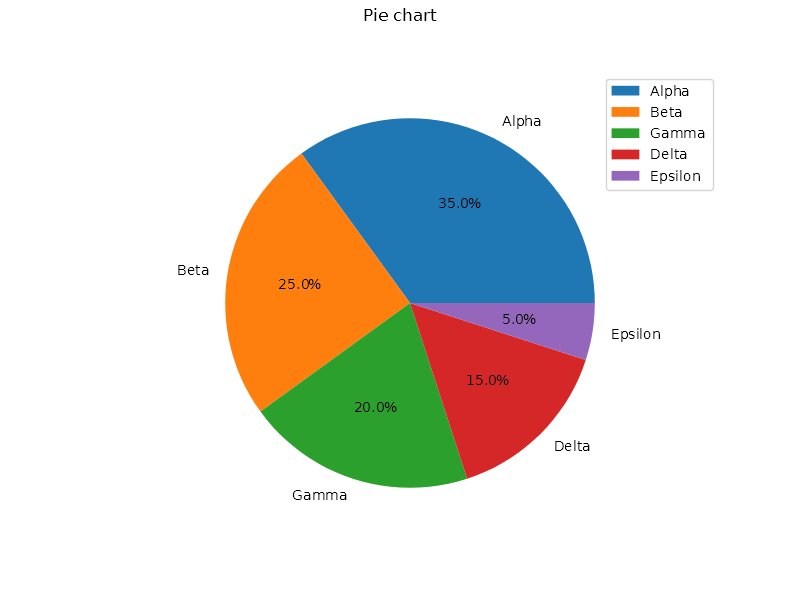 Pie chart
Alpha
Beta
Gamma
Delta
Epsilon
Alpha
35.0%
Beta
25.0%
5.0%
Epsilon
15.0%
20.0%
Delta
Gamma